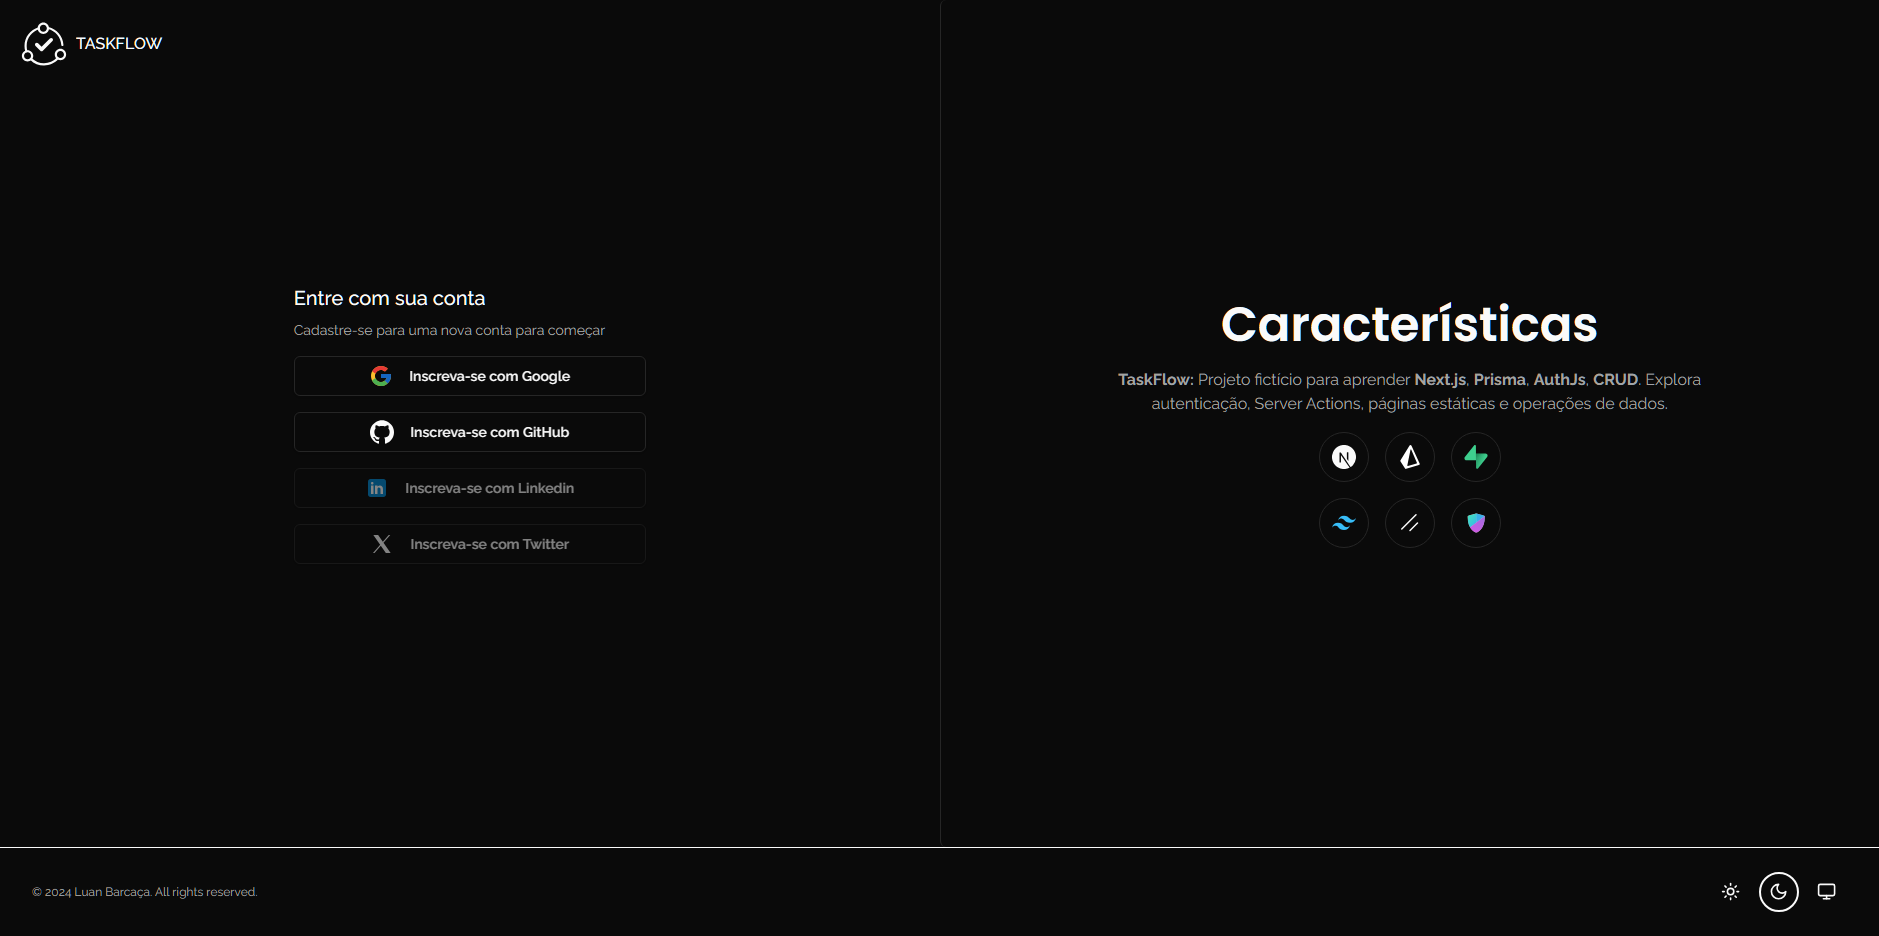 TASKFLOW
Entre com sua conta
Cadastre-se para uma nova conta para começar
Inscreva-se com Google
Inscreva-se com GitHub
in Inscreva-se com Linkedin
Inscreva-se com Twitter
Características
TaskFlow: Projeto fictício para aprender Next.js, Prisma, AuthJs, CRUD. Explora
autenticação, Server Actions, páginas estáticas e operações de dados.
© 2024 Luan Barcaça. All rights reserved.